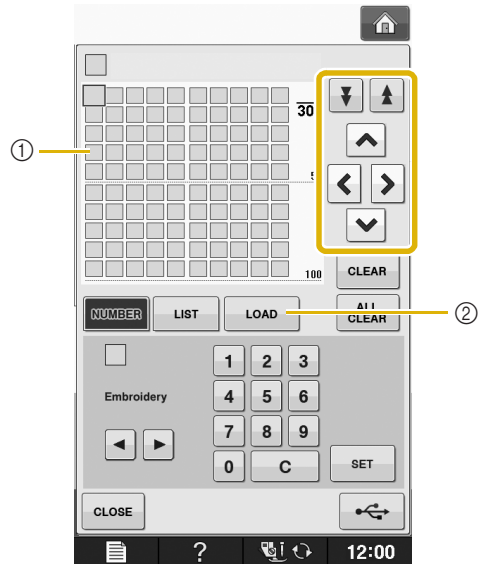 30
①
5
100
CLEAR
NUMBER LIST LOAD ALL CLEAR
②
1 2 3
Embroidery 4 5 6
7 8 9
0 C SET
CLOSE
? 12:00